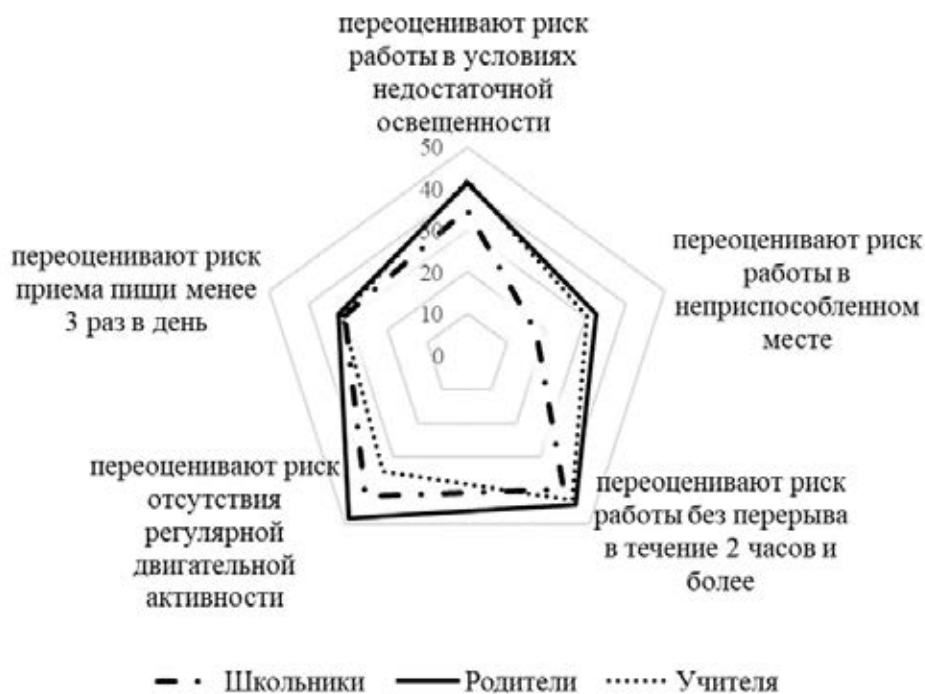 переоценивают риск
работы в условиях
недостаточной
освещенности
50
40
30
20
10
0
переоценивают риск
приема пищи менее
3 раз в день
переоценивают риск
работы в
неприспособленном
месте
переоценивают риск
отсутствия
регулярной
двигательной
активности
переоценивают риск
работы без перерыва
в течение 2 часов и
более
Школьники Родители Учителя